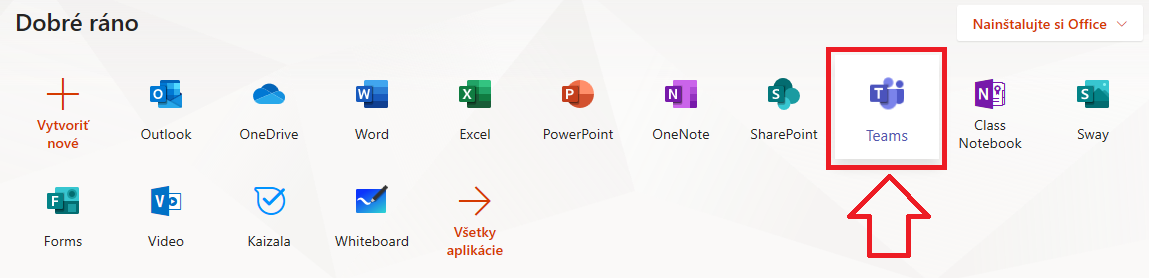 Dobré ráno
Nainštalujte si Office
Vytvoriť
nové
Outlook
OneDrive
Word
Excel
PowerPoint
OneNote
SharePoint
Teams
Class
Notebook
Sway
Forms
Video
Kaizala
Whiteboard
Všetky
aplikácie